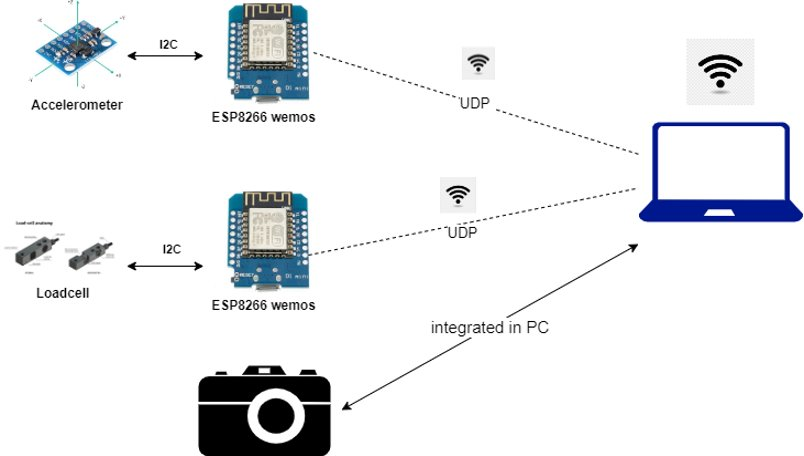 I2C
Accelerometer
ESP8266 wemos
UDP
I2C
Loadcell
ESP8266 wemos
UDP
integrated in PC